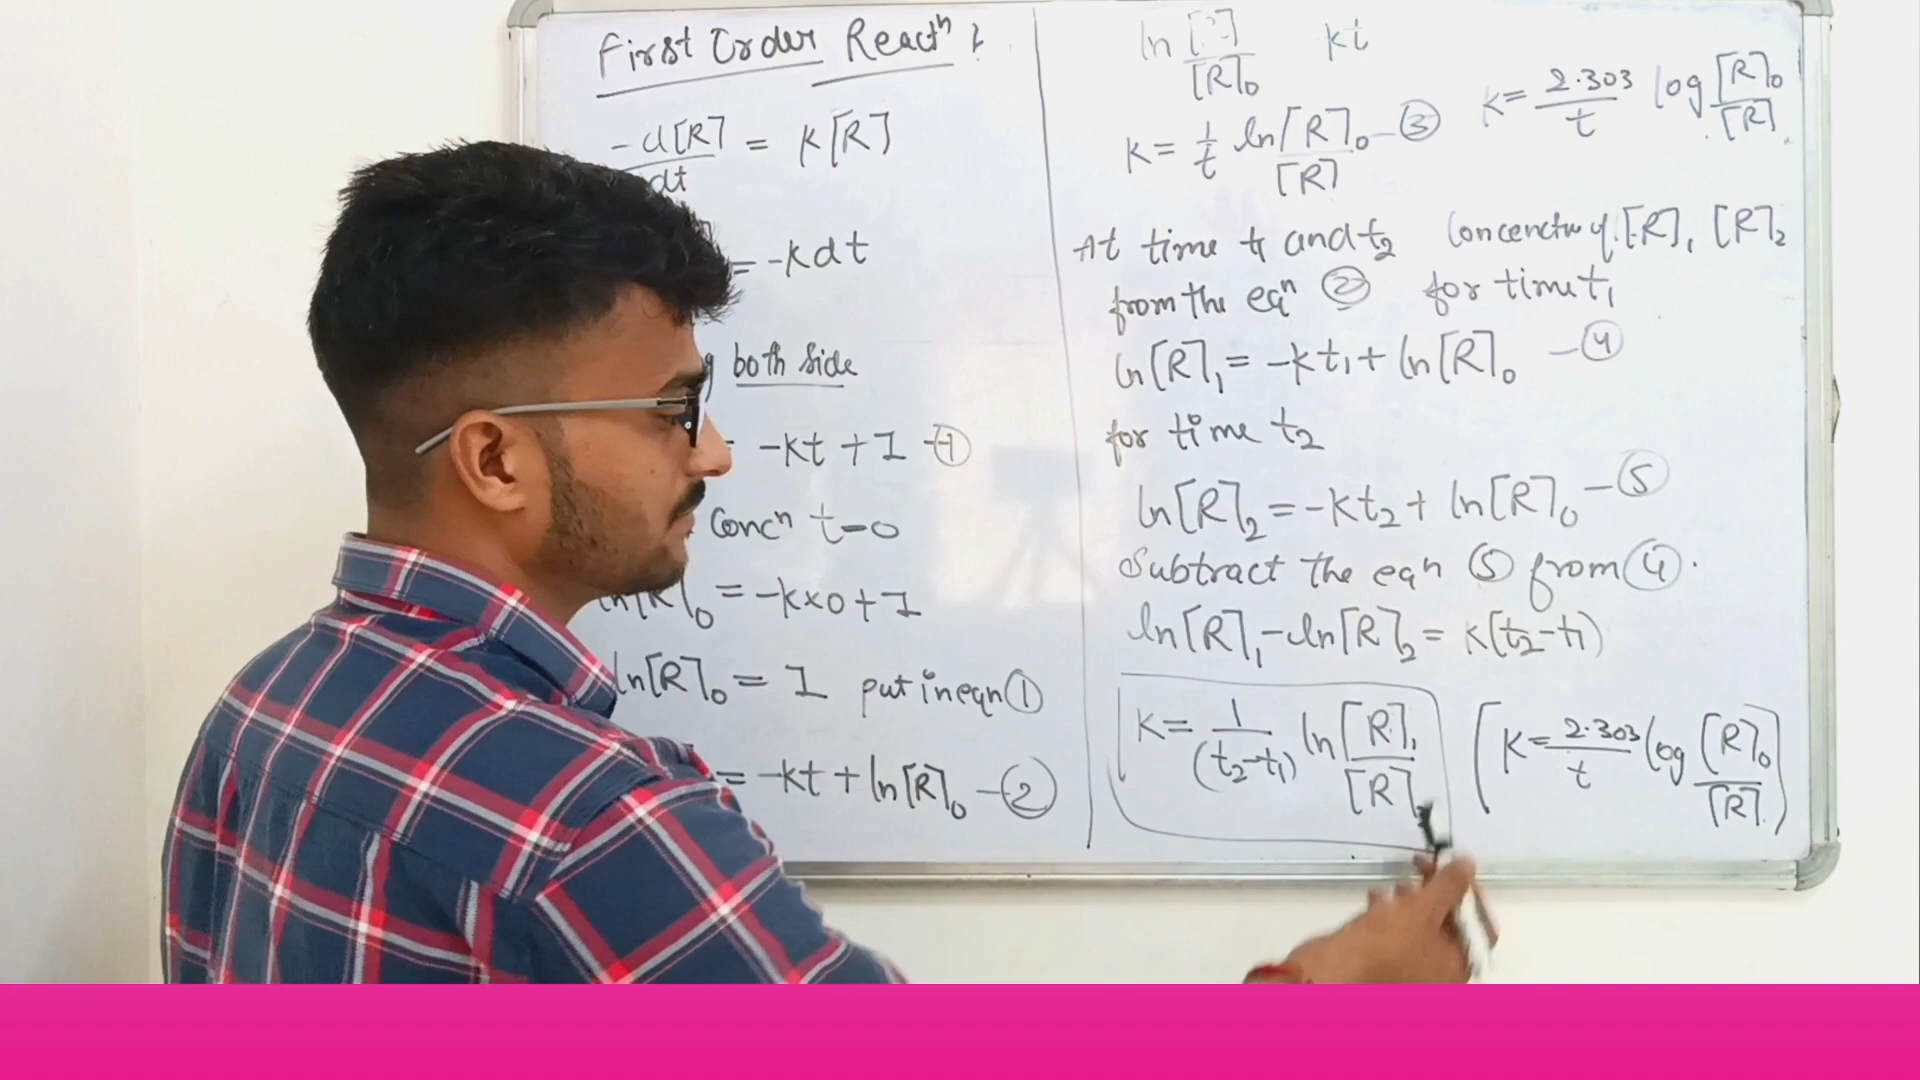 First Order Reactⁿ :
-d[R]/dt = K[R]
= -kdt
both side
= -Kt + I -①
Concⁿ t=0
ln[R]₀ = -K×0+I
ln[R]₀ = I put in eqn ①
= -Kt + ln[R]₀ -②
ln [R]/[R]₀ Kt
K = 1/t ln [R]₀/[R] -③
K = 2.303/t log [R]₀/[R]
At time t₁ and t₂ [R]₁ [R]₂
from the eqⁿ ② for time t₁
ln[R]₁ = -Kt₁ + ln[R]₀ -④
for time t₂
ln[R]₂ = -Kt₂ + ln[R]₀ -⑤
Subtract the eqⁿ ⑤ from ④.
ln[R]₁ - ln[R]₂ = K(t₂-t₁)
K = 1/(t₂-t₁) ln [R]₁/[R]₂
K = 2.303/t log [R]₀/[R]